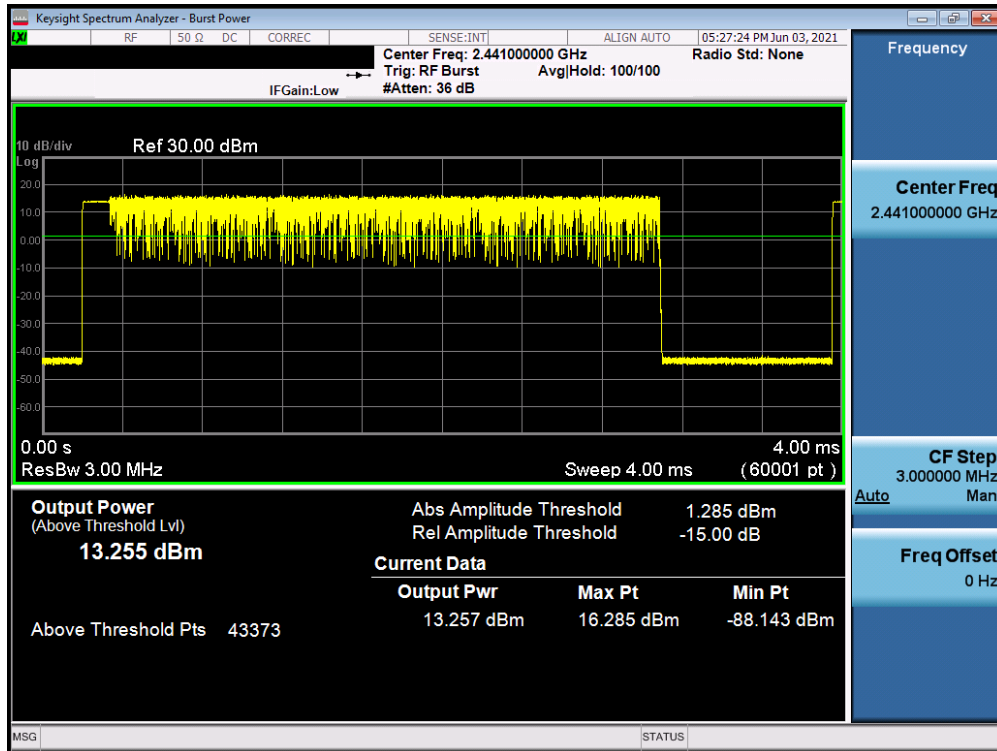 Keysight Spectrum Analyzer - Burst Power
LXI RF 50 Ω DC CORREC SENSE:INT ALIGN AUTO 05:27:24 PM Jun 03, 2021
Center Freq: 2.441000000 GHz Radio Std: None
Trig: RF Burst Avg|Hold: 100/100
IFGain:Low #Atten: 36 dB
Frequency
10 dB/div Ref 30.00 dBm
Log
20.0
10.0
0.00
-10.0
-20.0
-30.0
-40.0
-50.0
-60.0
0.00 s 4.00 ms
ResBw 3.00 MHz Sweep 4.00 ms (60001 pt)
Center Freq
2.441000000 GHz
CF Step
3.000000 MHz
Auto Man
Freq Offset
0 Hz
Output Power
(Above Threshold Lvl)
13.255 dBm
Above Threshold Pts 43373
Abs Amplitude Threshold 1.285 dBm
Rel Amplitude Threshold -15.00 dB
Current Data
Output Pwr Max Pt Min Pt
13.257 dBm 16.285 dBm -88.143 dBm
MSG STATUS